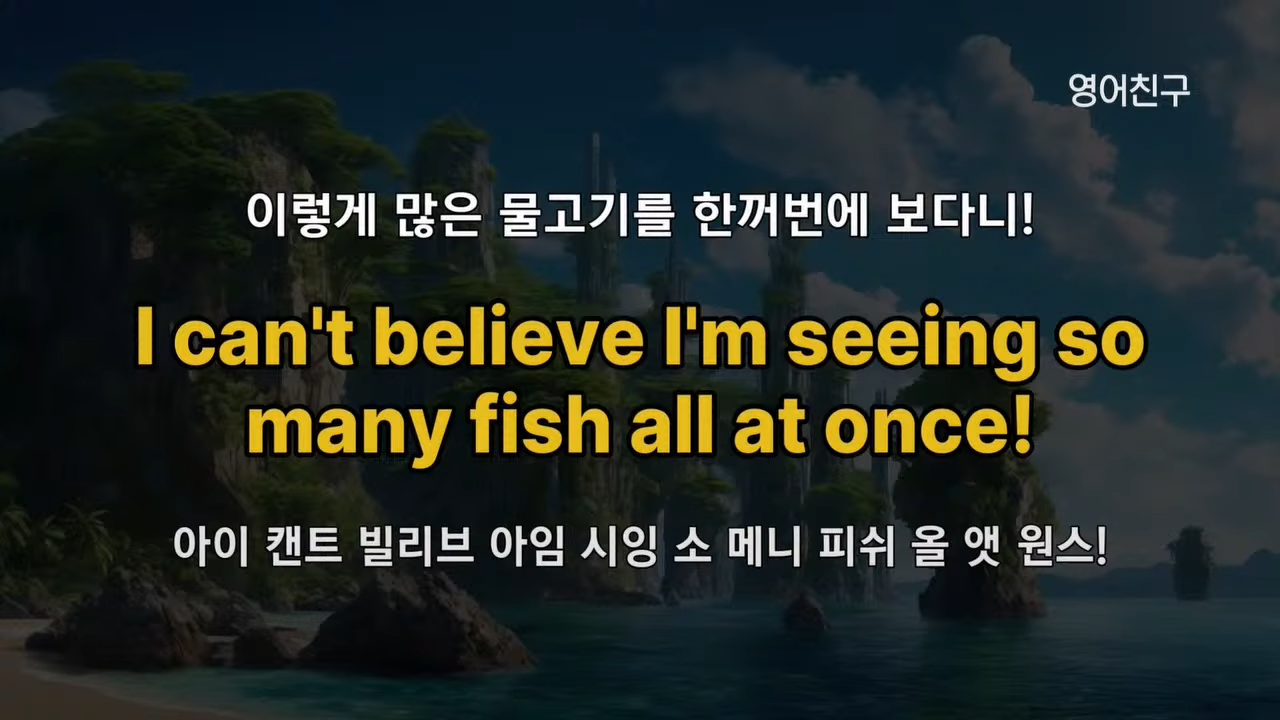 영어친구
이렇게 많은 물고기를 한꺼번에 보다니!
I can't believe I'm seeing so
many fish all at once!
아이 캔트 빌리브 아임 시잉 소 메니 피쉬 올 앳 원스!